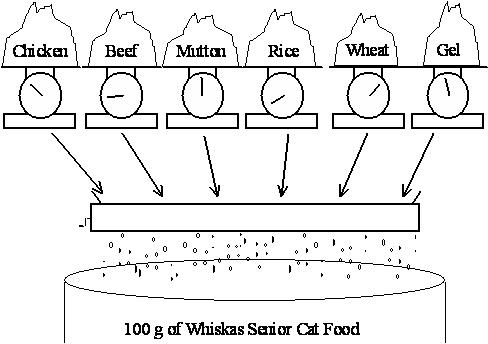 Chicken Beef Mutton Rice Wheat Gel
100 g of Whiskas Senior Cat Food